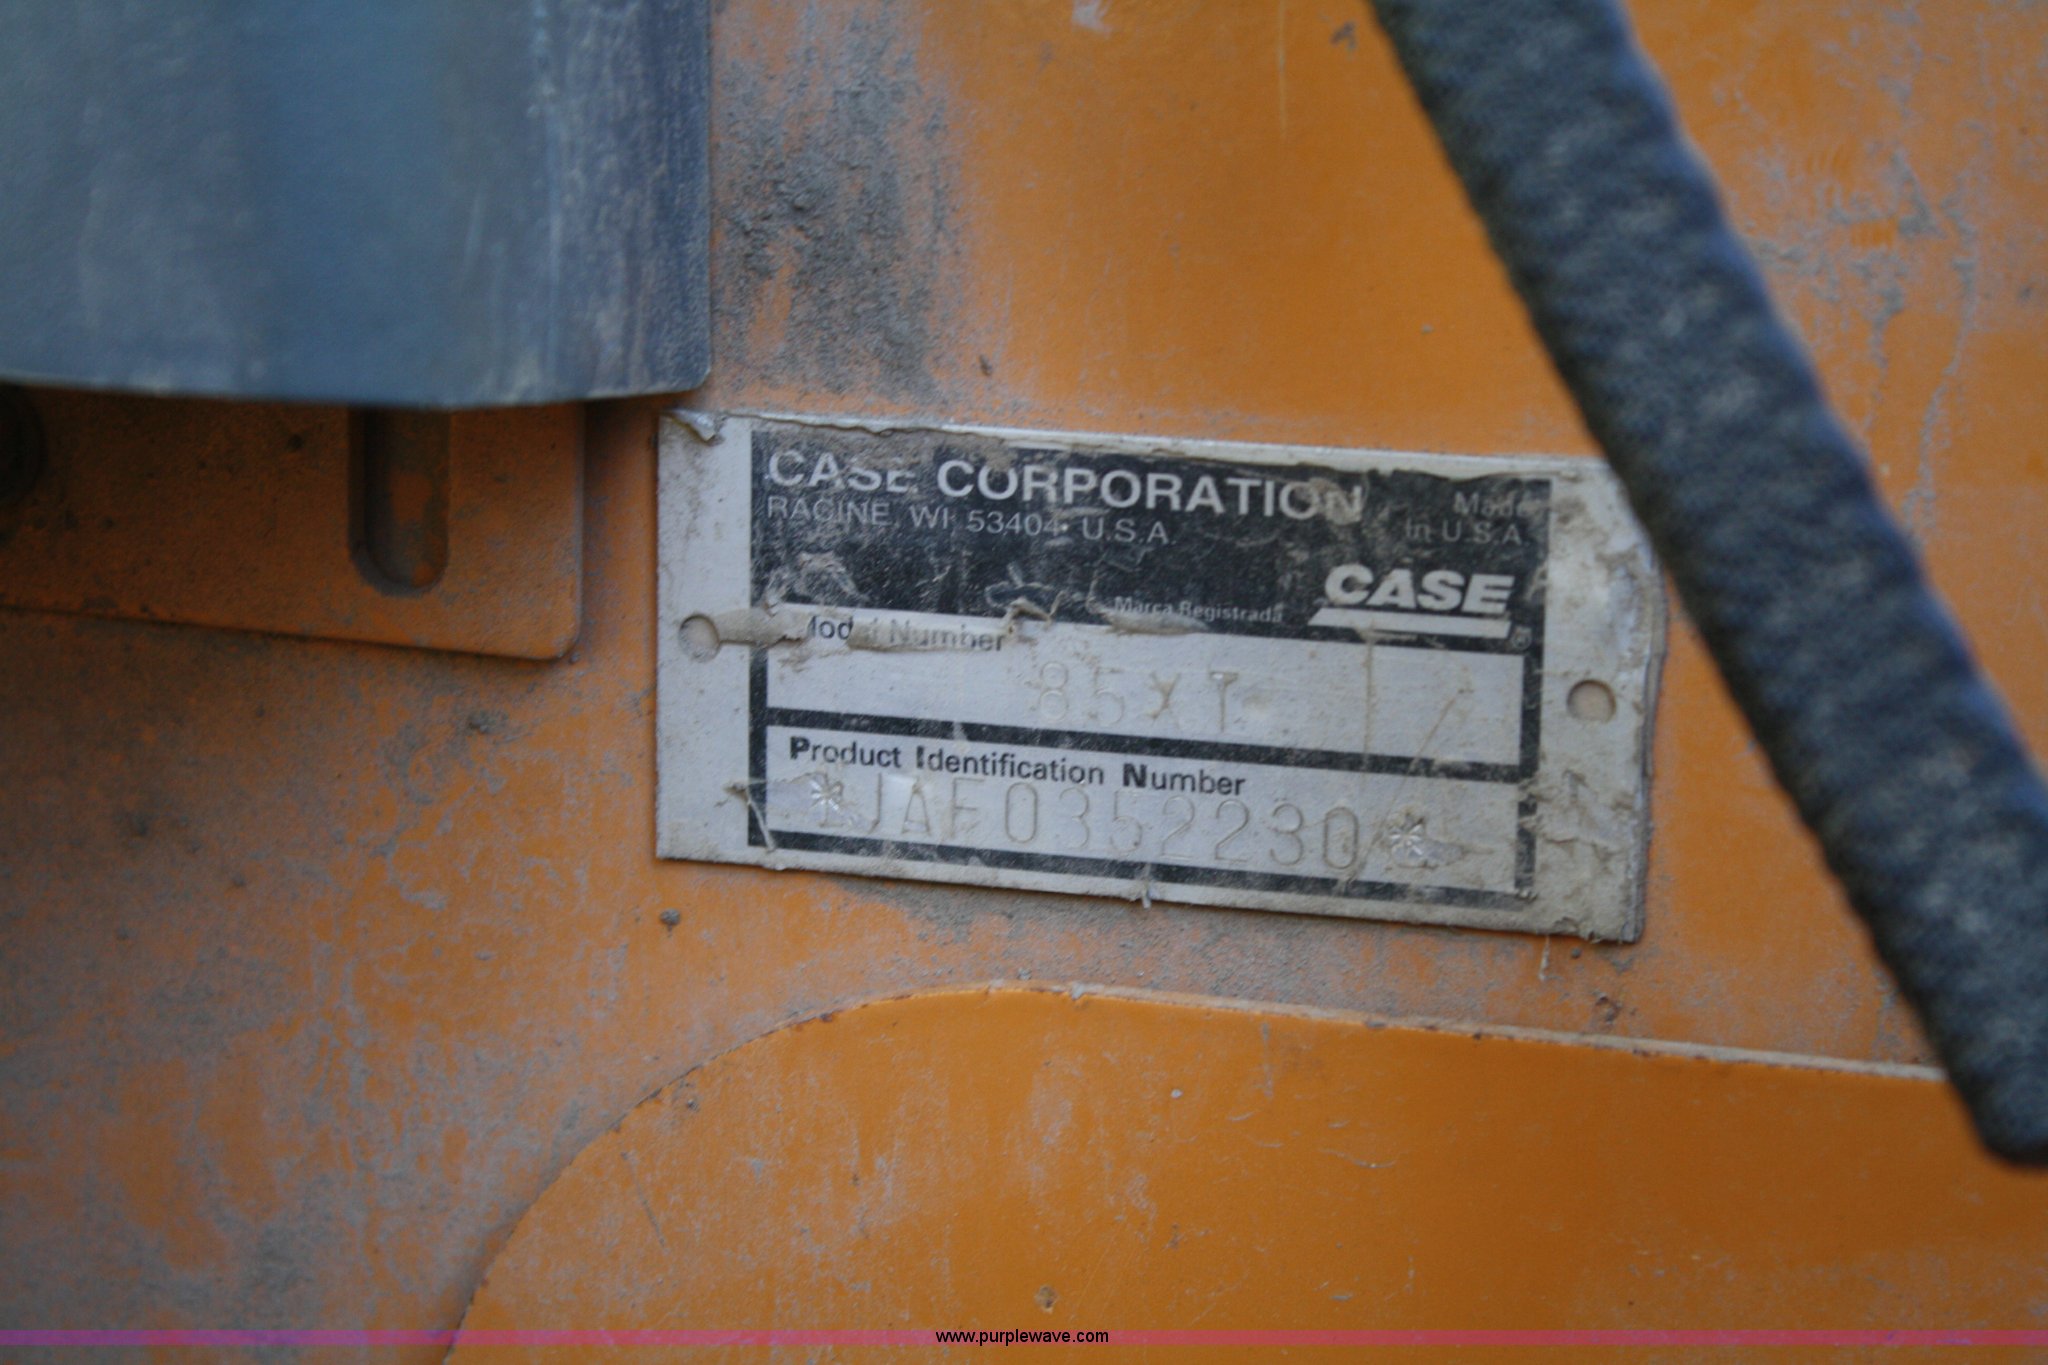 CASE CORPORATION
RACINE, WI 53404 U.S.A.
Made
In U.S.A.
CASE
Marca Registrada
®
Model Number
85XT
Product Identification Number
*JAF0352230*
www.purplewave.com